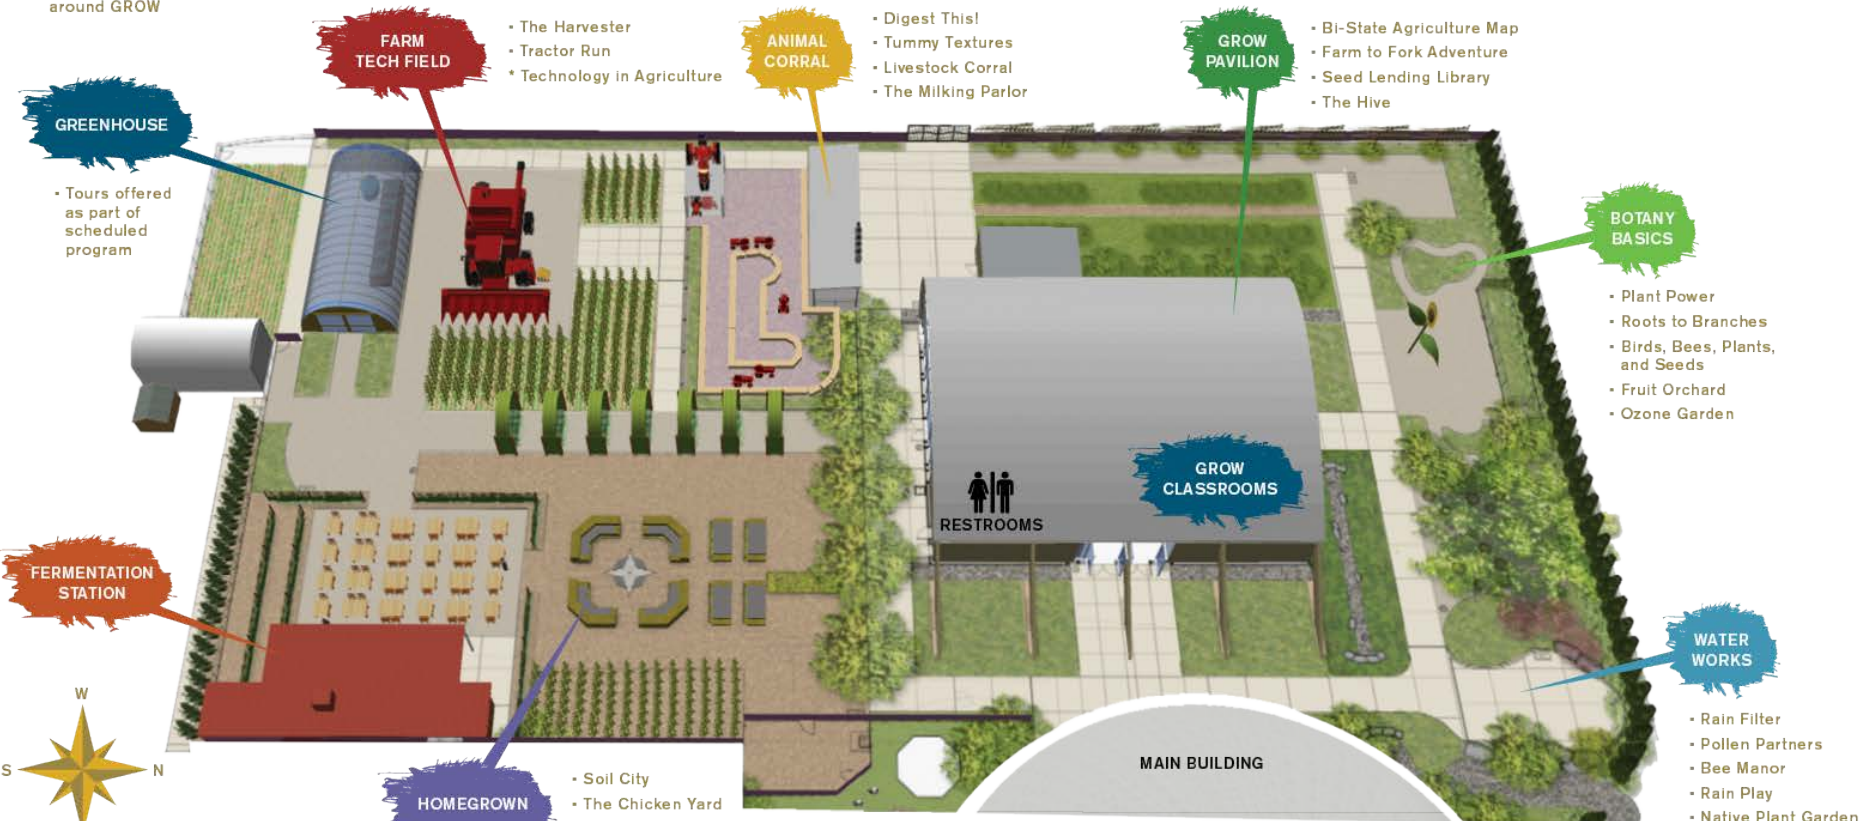 around GROW
FARM
TECH FIELD
▪ The Harvester
▪ Tractor Run
* Technology in Agriculture
ANIMAL
CORRAL
▪ Digest This!
▪ Tummy Textures
▪ Livestock Corral
▪ The Milking Parlor
GROW
PAVILION
▪ Bi-State Agriculture Map
▪ Farm to Fork Adventure
▪ Seed Lending Library
▪ The Hive
GREENHOUSE
▪ Tours offered
as part of
scheduled
program
BOTANY
BASICS
▪ Plant Power
▪ Roots to Branches
▪ Birds, Bees, Plants,
and Seeds
▪ Fruit Orchard
▪ Ozone Garden
GROW
CLASSROOMS
RESTROOMS
FERMENTATION
STATION
WATER
WORKS
▪ Rain Filter
▪ Pollen Partners
▪ Bee Manor
▪ Rain Play
▪ Native Plant Garden
W
S
N
HOMEGROWN
▪ Soil City
▪ The Chicken Yard
MAIN BUILDING